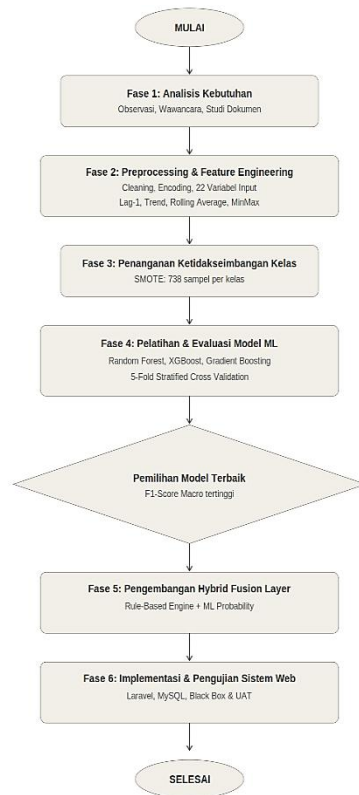 MULAI
Fase 1: Analisis Kebutuhan
Observasi, Wawancara, Studi Dokumen
Fase 2: Preprocessing & Feature Engineering
Cleaning, Encoding, 22 Variabel Input
Lag-1, Trend, Rolling Average, MinMax
Fase 3: Penanganan Ketidakseimbangan Kelas
SMOTE: 738 sampel per kelas
Fase 4: Pelatihan & Evaluasi Model ML
Random Forest, XGBoost, Gradient Boosting
5-Fold Stratified Cross Validation
Pemilihan Model Terbaik
F1-Score Macro tertinggi
Fase 5: Pengembangan Hybrid Fusion Layer
Rule-Based Engine + ML Probability
Fase 6: Implementasi & Pengujian Sistem Web
Laravel, MySQL, Black Box & UAT
SELESAI